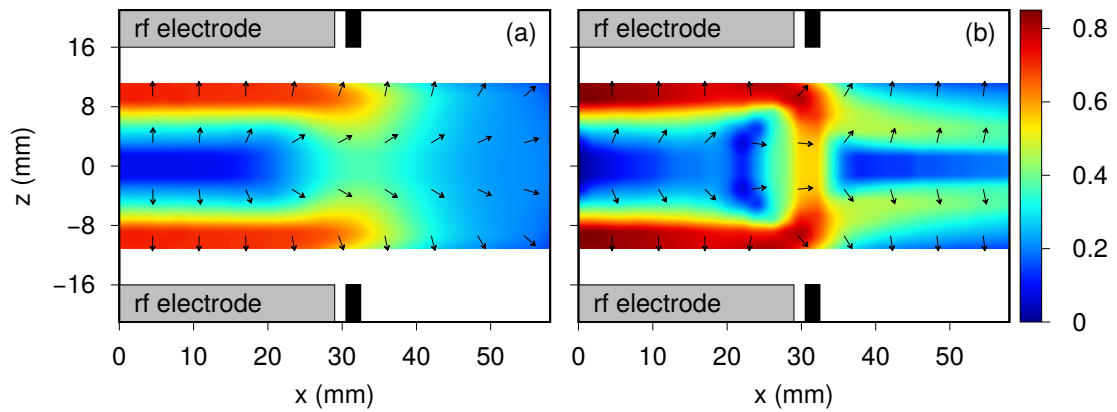 rf electrode (a)
rf electrode (b)
z (mm)
16
8
0
−8
−16
rf electrode
rf electrode
0 10 20 30 40 50
x (mm)
0 10 20 30 40 50
x (mm)
0.8
0.6
0.4
0.2
0